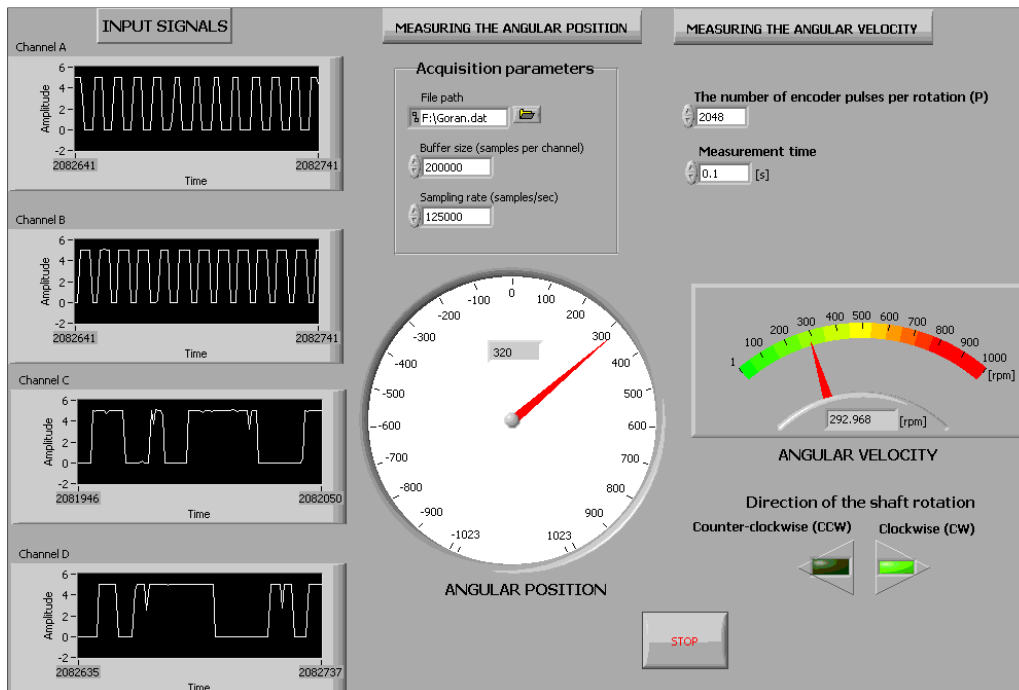 INPUT SIGNALS
Channel A
Amplitude
6
4
2
0
-2
2082641
2082741
Time
Channel B
Amplitude
6
4
2
0
-2
2082641
2082741
Time
Channel C
Amplitude
6
4
2
0
-2
2081946
2082050
Time
Channel D
Amplitude
6
4
2
0
-2
2082635
2082737
Time
MEASURING THE ANGULAR POSITION
Acquisition parameters
File path
F:\Goran.dat
Buffer size (samples per channel)
200000
Sampling rate (samples/sec)
125000
-1023
-900
-800
-700
-600
-500
-400
-300
-200
-100
0
100
200
300
400
500
600
700
800
900
1023
320
ANGULAR POSITION
MEASURING THE ANGULAR VELOCITY
The number of encoder pulses per rotation (P)
2048
Measurement time
0.1 [s]
1
100
200
300
400
500
600
700
800
900
1000
[rpm]
292.968 [rpm]
ANGULAR VELOCITY
Direction of the shaft rotation
Counter-clockwise (CCW)
Clockwise (CW)
STOP